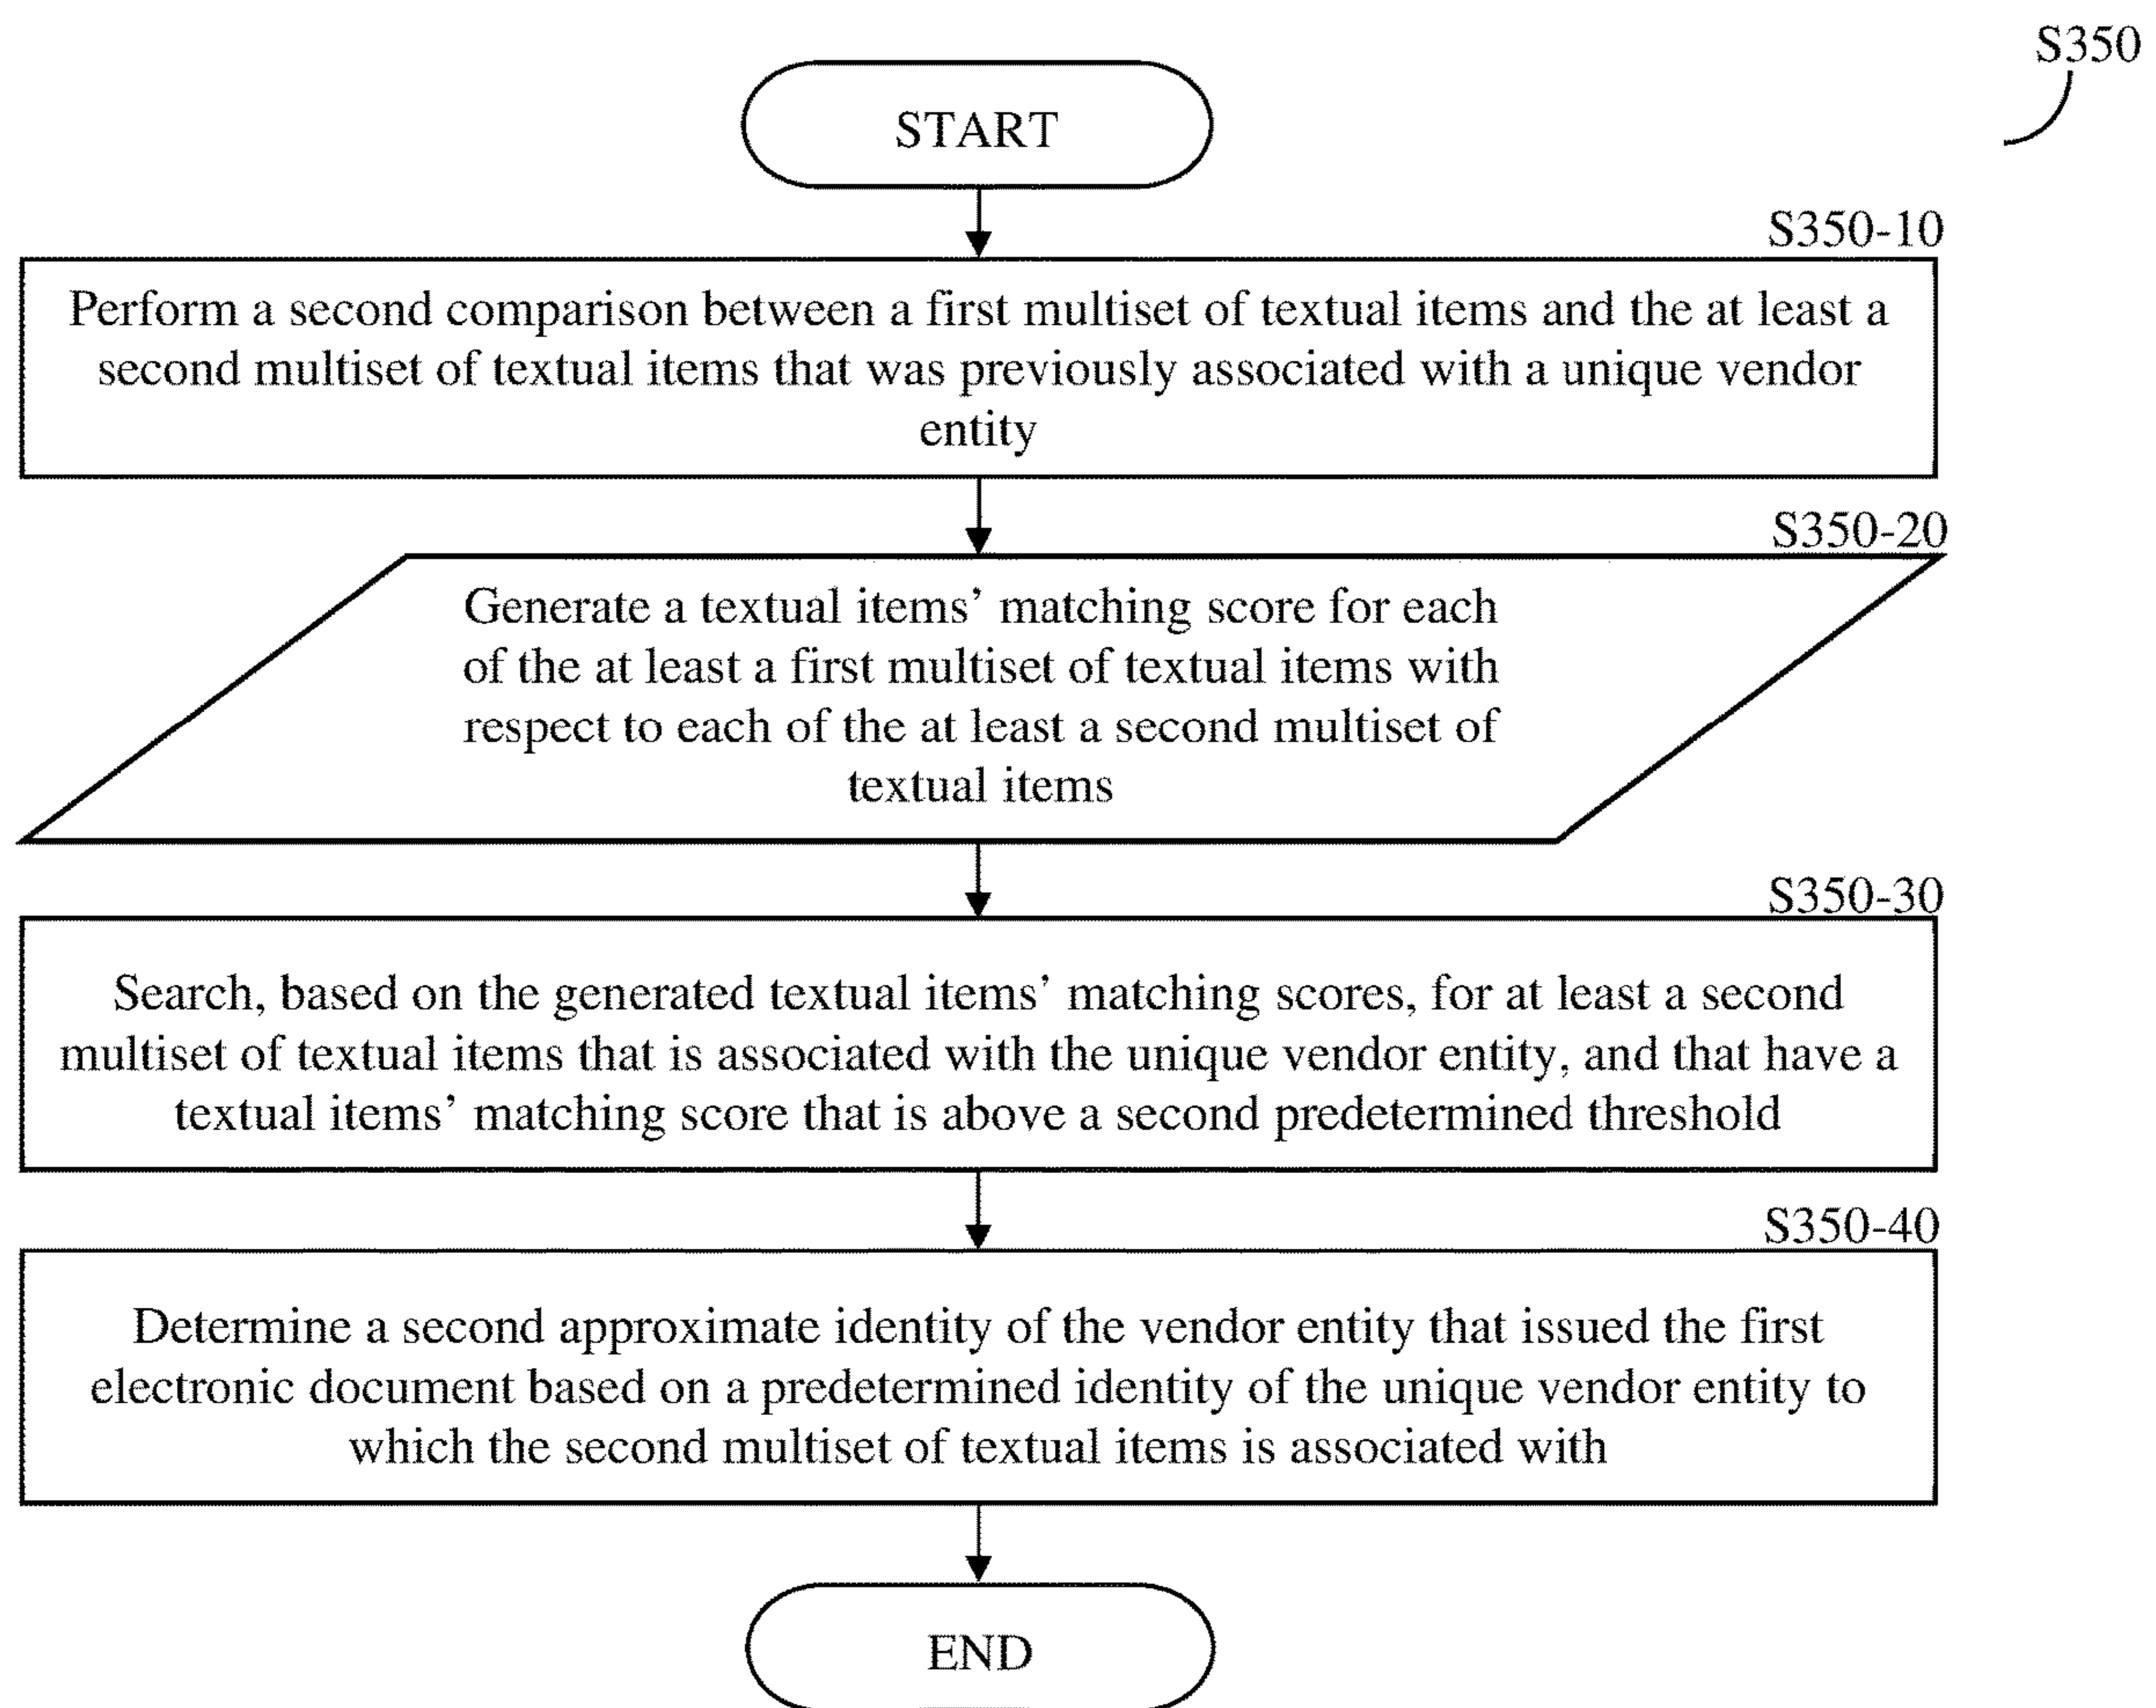 S350
START
S350-10
Perform a second comparison between a first multiset of textual items and the at least a
second multiset of textual items that was previously associated with a unique vendor
entity
S350-20
Generate a textual items’ matching score for each
of the at least a first multiset of textual items with
respect to each of the at least a second multiset of
textual items
S350-30
Search, based on the generated textual items’ matching scores, for at least a second
multiset of textual items that is associated with the unique vendor entity, and that have a
textual items’ matching score that is above a second predetermined threshold
S350-40
Determine a second approximate identity of the vendor entity that issued the first
electronic document based on a predetermined identity of the unique vendor entity to
which the second multiset of textual items is associated with
END